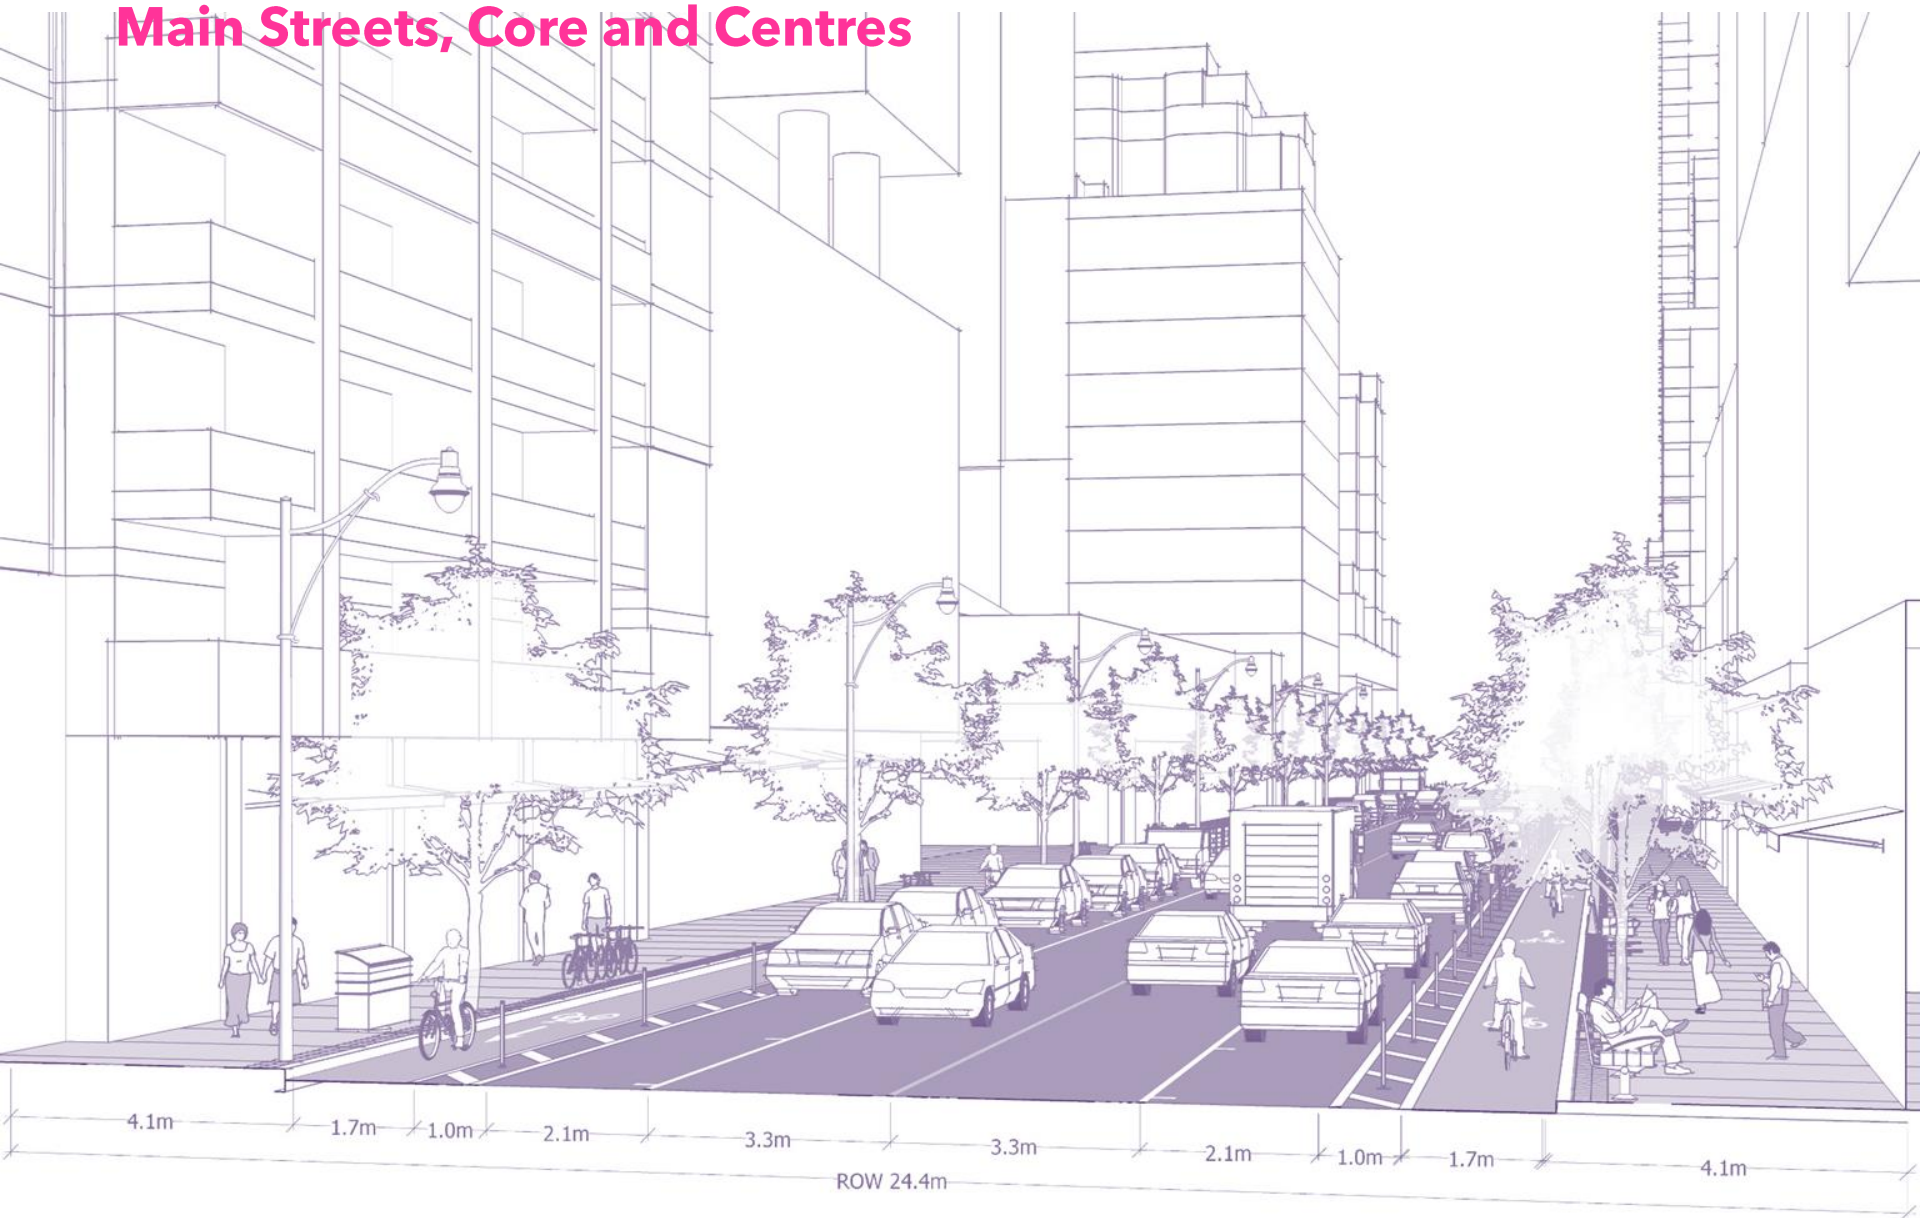 Main Streets, Core and Centres
4.1m 1.7m 1.0m 2.1m 3.3m 3.3m 2.1m 1.0m 1.7m 4.1m
ROW 24.4m